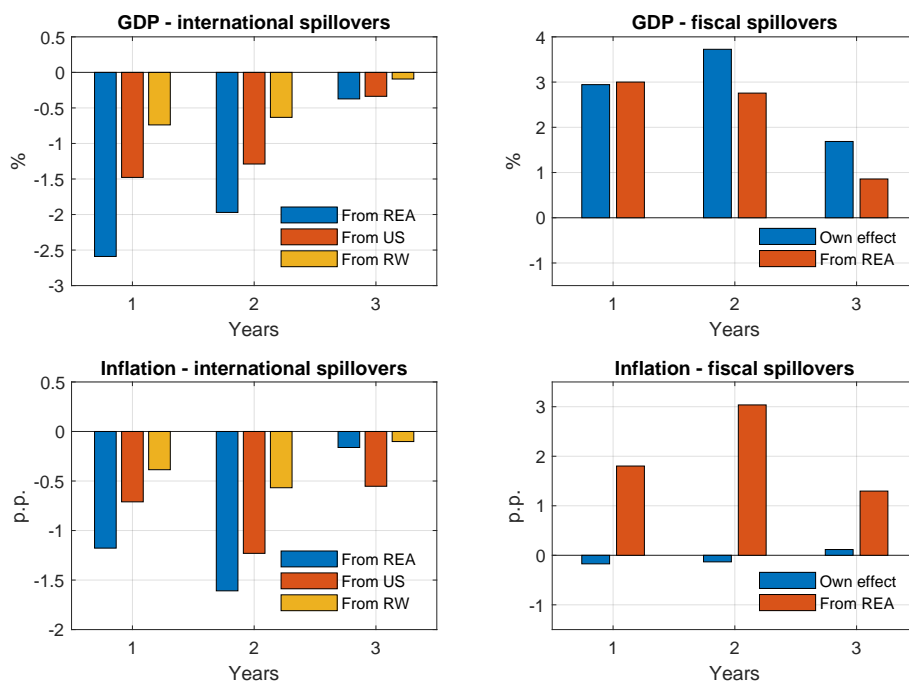 GDP - international spillovers
0.5
0
-0.5
-1
-1.5
-2
-2.5
-3
%
From REA
From US
From RW
1 2 3
Years
GDP - fiscal spillovers
4
3
2
1
0
-1
%
Own effect
From REA
1 2 3
Years
Inflation - international spillovers
0.5
0
-0.5
-1
-1.5
-2
p.p.
From REA
From US
From RW
1 2 3
Years
Inflation - fiscal spillovers
3
2
1
0
-1
p.p.
Own effect
From REA
1 2 3
Years